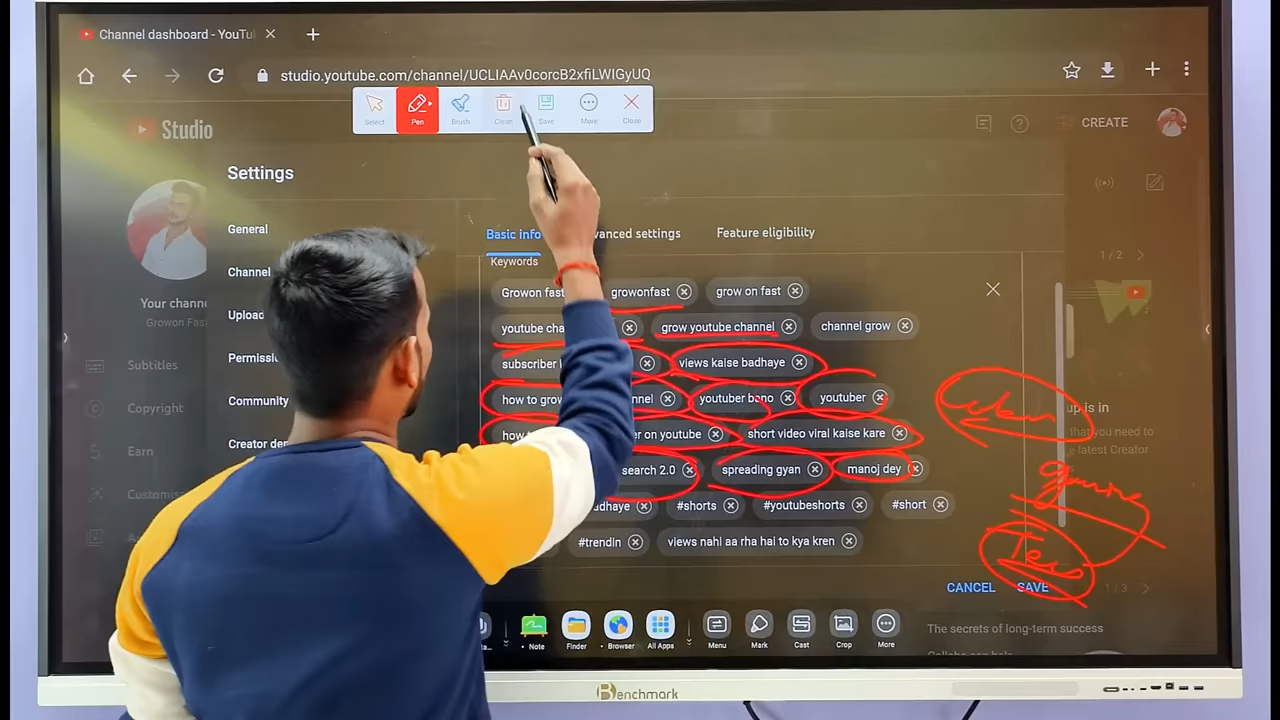 Channel dashboard - YouTu
studio.youtube.com/channel/UCLIAAv0corcB2xfiLWIGyUQ
Select Pen Brush Clean Save More Close
Studio
CREATE
Settings
General
Basic info vanced settings Feature eligibility
Keywords
1 / 2
Channel
Growon fast growonfast grow on fast
Your chann
Growon Fas
Upload
youtube cha grow youtube channel channel grow
Permissi
Subtitles
subscriber views kaise badhaye
Community
how to grow nnel youtuber bano youtuber
Copyright
up is in
Creator de
how er on youtube short video viral kaise kare
that you need to
e latest Creator
Earn
search 2.0 spreading gyan manoj dey
Customis
adhaye #shorts #youtubeshorts #short
#trendin views nahl aa rha hai to kya kren
CANCEL SAVE 1 / 3
The secrets of long-term success
Note Finder Browser All Apps Menu Mark Cast Crop More
Benchmark